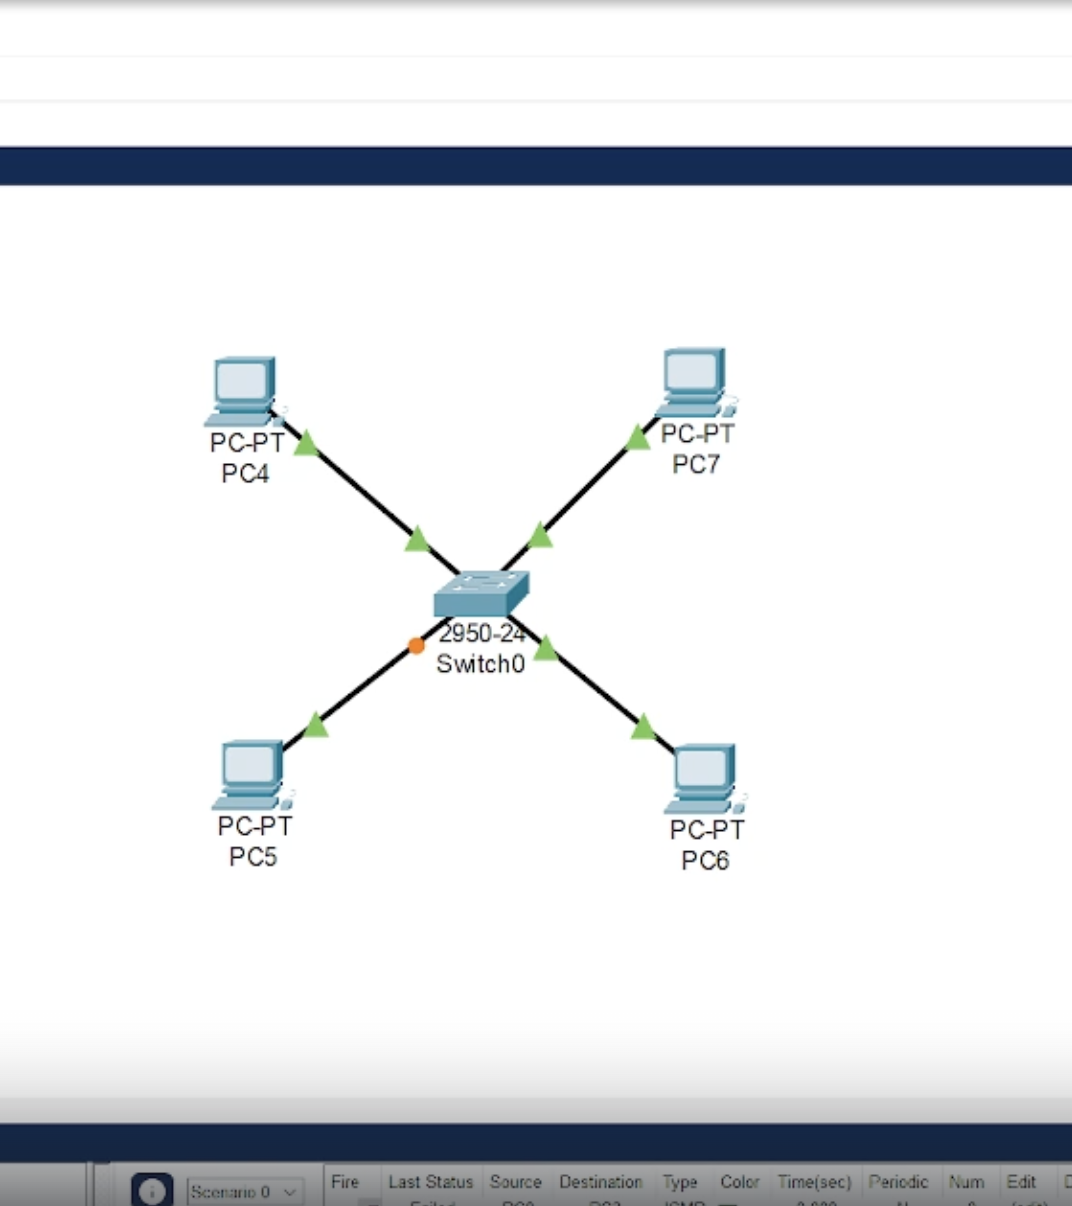 PC-PT
PC4
PC-PT
PC7
2950-24
Switch0
PC-PT
PC5
PC-PT
PC6
Scenario 0
Fire Last Status Source Destination Type Color Time(sec) Periodic Num Edit